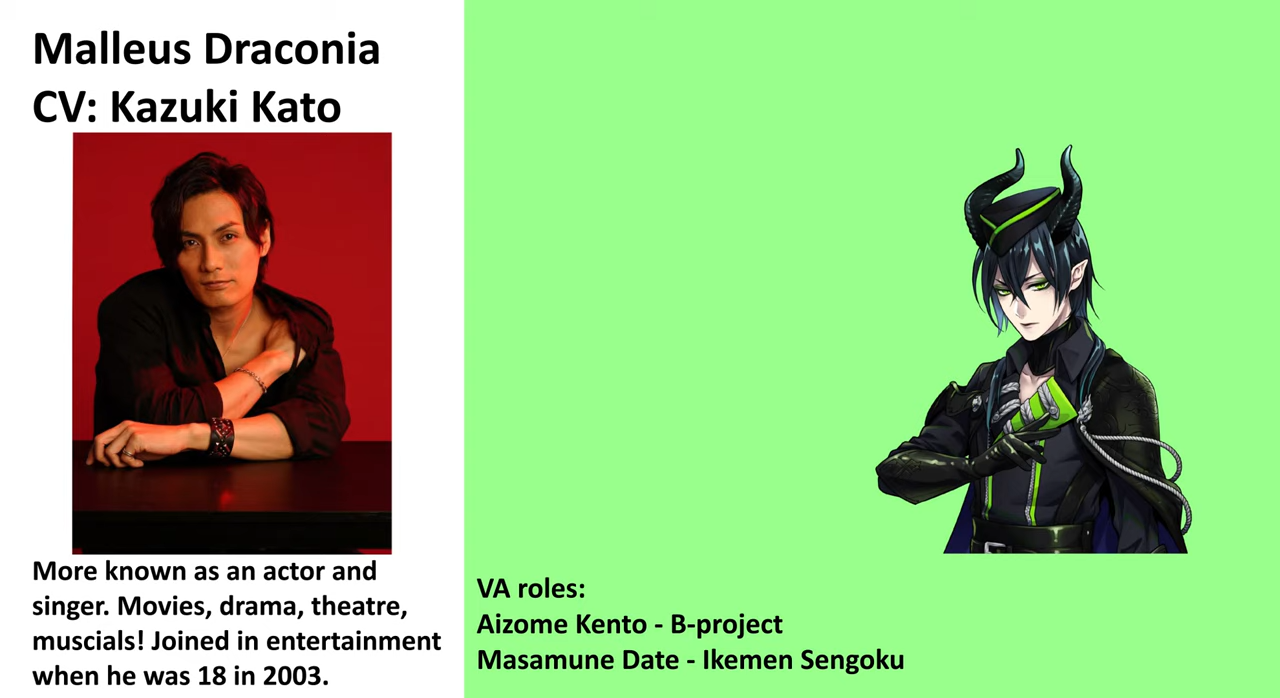 Malleus Draconia
CV: Kazuki Kato
More known as an actor and
singer. Movies, drama, theatre,
muscials! Joined in entertainment
when he was 18 in 2003.
VA roles:
Aizome Kento - B-project
Masamune Date - Ikemen Sengoku